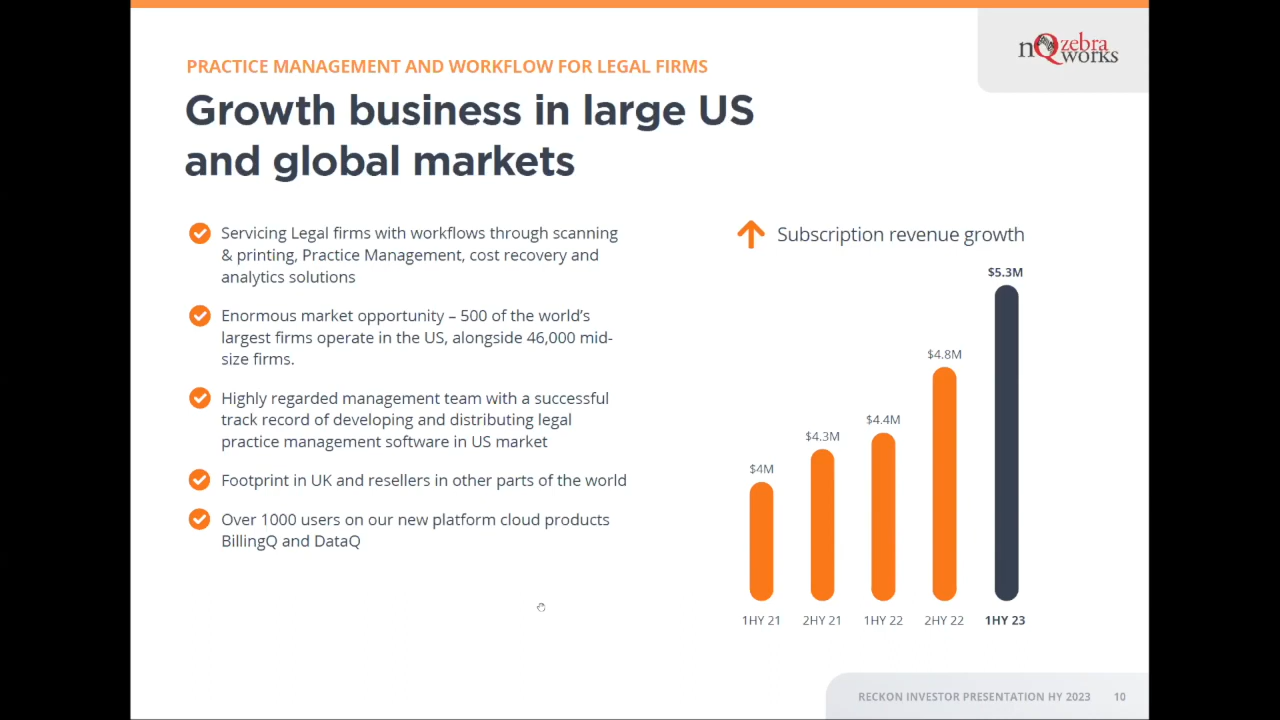 nQ zebra
works
PRACTICE MANAGEMENT AND WORKFLOW FOR LEGAL FIRMS
Growth business in large US
and global markets
Servicing Legal firms with workflows through scanning
& printing, Practice Management, cost recovery and
analytics solutions
Enormous market opportunity – 500 of the world's
largest firms operate in the US, alongside 46,000 mid-
size firms.
Highly regarded management team with a successful
track record of developing and distributing legal
practice management software in US market
Footprint in UK and resellers in other parts of the world
Over 1000 users on our new platform cloud products
BillingQ and DataQ
Subscription revenue growth
$5.3M
$4.8M
$4.4M
$4.3M
$4M
1HY 21 2HY 21 1HY 22 2HY 22 1HY 23
RECKON INVESTOR PRESENTATION HY 2023 10